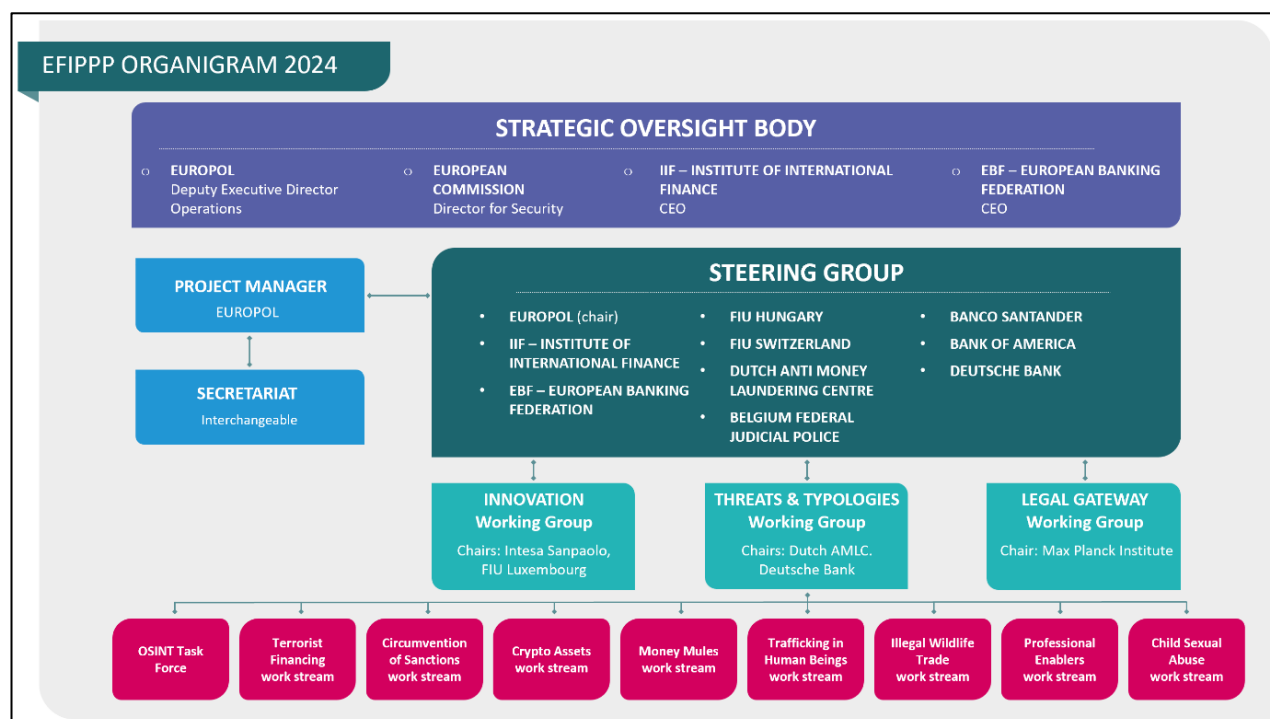 EFIPPP ORGANIGRAM 2024
STRATEGIC OVERSIGHT BODY
EUROPOL
Deputy Executive Director
Operations
EUROPEAN
COMMISSION
Director for Security
IIF – INSTITUTE OF INTERNATIONAL
FINANCE
CEO
EBF – EUROPEAN BANKING
FEDERATION
CEO
PROJECT MANAGER
EUROPOL
SECRETARIAT
Interchangeable
STEERING GROUP
• EUROPOL (chair)
• IIF – INSTITUTE OF
INTERNATIONAL FINANCE
• EBF – EUROPEAN BANKING
FEDERATION
• FIU HUNGARY
• FIU SWITZERLAND
• DUTCH ANTI MONEY
LAUNDERING CENTRE
• BELGIUM FEDERAL
JUDICIAL POLICE
• BANCO SANTANDER
• BANK OF AMERICA
• DEUTSCHE BANK
INNOVATION
Working Group
Chairs: Intesa Sanpaolo,
FIU Luxembourg
THREATS & TYPOLOGIES
Working Group
Chairs: Dutch AMLC.
Deutsche Bank
LEGAL GATEWAY
Working Group
Chair: Max Planck Institute
OSINT Task
Force
Terrorist
Financing
work stream
Circumvention
of Sanctions
work stream
Crypto Assets
work stream
Money Mules
work stream
Trafficking in
Human Beings
work stream
Illegal Wildlife
Trade
work stream
Professional
Enablers
work stream
Child Sexual
Abuse
work stream